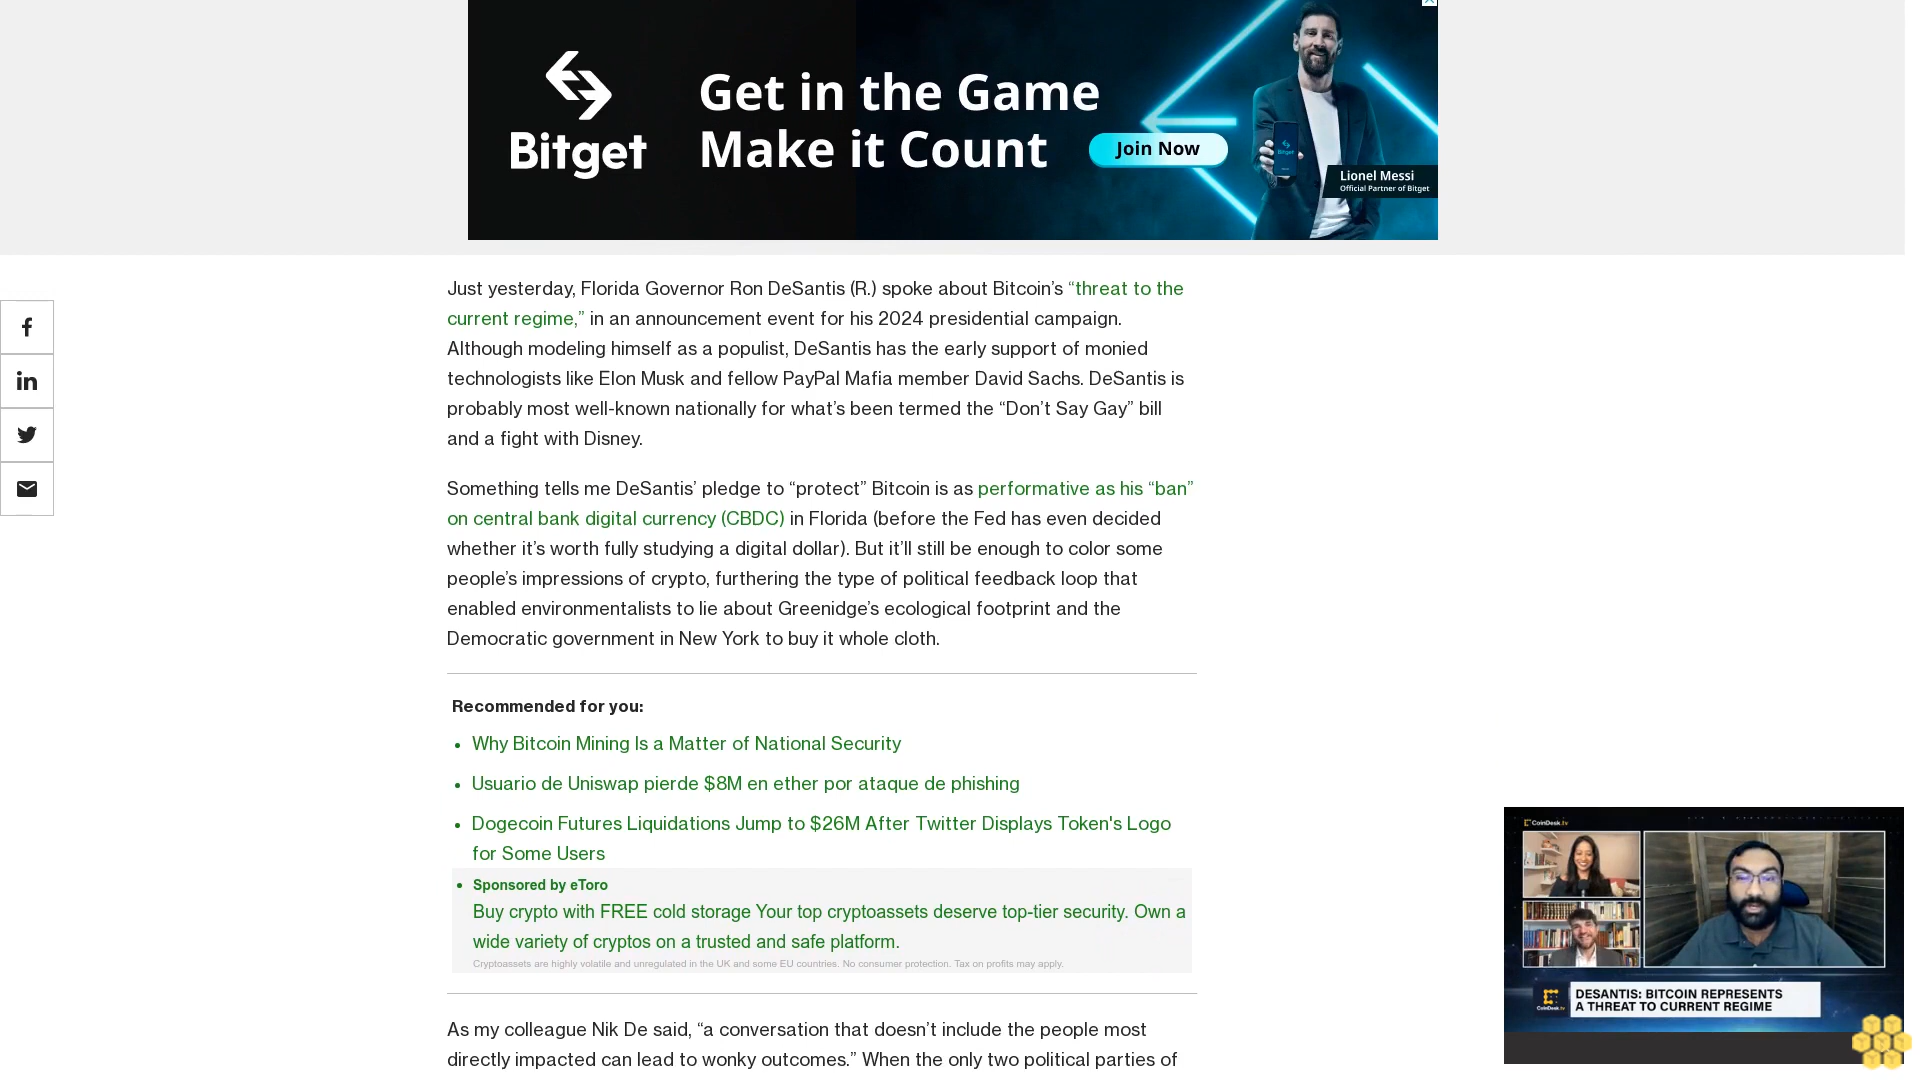 Get in the Game
Make it Count
Bitget
Join Now
Bitget
Lionel Messi
Official Partner of Bitget
Just yesterday, Florida Governor Ron DeSantis (R.) spoke about Bitcoin’s “threat to the
current regime,” in an announcement event for his 2024 presidential campaign.
Although modeling himself as a populist, DeSantis has the early support of monied
technologists like Elon Musk and fellow PayPal Mafia member David Sachs. DeSantis is
probably most well-known nationally for what’s been termed the “Don’t Say Gay” bill
and a fight with Disney.
Something tells me DeSantis’ pledge to “protect” Bitcoin is as performative as his “ban”
on central bank digital currency (CBDC) in Florida (before the Fed has even decided
whether it’s worth fully studying a digital dollar). But it’ll still be enough to color some
people’s impressions of crypto, furthering the type of political feedback loop that
enabled environmentalists to lie about Greenidge’s ecological footprint and the
Democratic government in New York to buy it whole cloth.
Recommended for you:
• Why Bitcoin Mining Is a Matter of National Security
• Usuario de Uniswap pierde $8M en ether por ataque de phishing
• Dogecoin Futures Liquidations Jump to $26M After Twitter Displays Token's Logo
for Some Users
• Sponsored by eToro
Buy crypto with FREE cold storage Your top cryptoassets deserve top-tier security. Own a
wide variety of cryptos on a trusted and safe platform.
Cryptoassets are highly volatile and unregulated in the UK and some EU countries. No consumer protection. Tax on profits may apply.
As my colleague Nik De said, “a conversation that doesn’t include the people most
directly impacted can lead to wonky outcomes.” When the only two political parties of
CoinDesk.tv
DESANTIS: BITCOIN REPRESENTS
A THREAT TO CURRENT REGIME
CoinDesk.tv